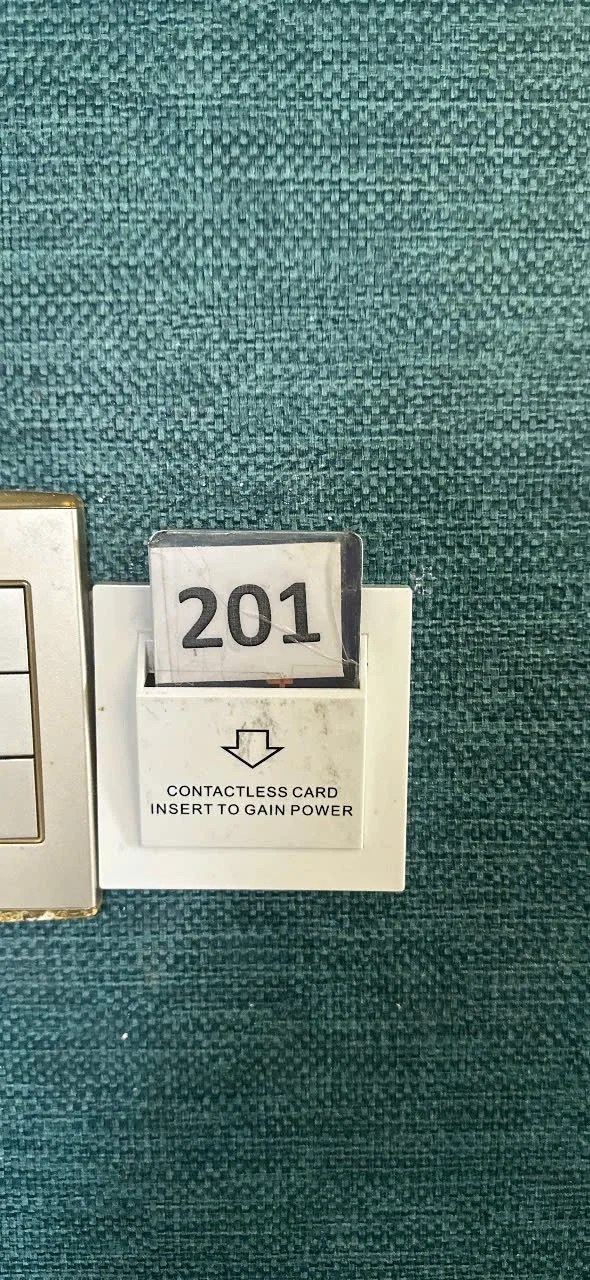 201
CONTACTLESS CARD
INSERT TO GAIN POWER